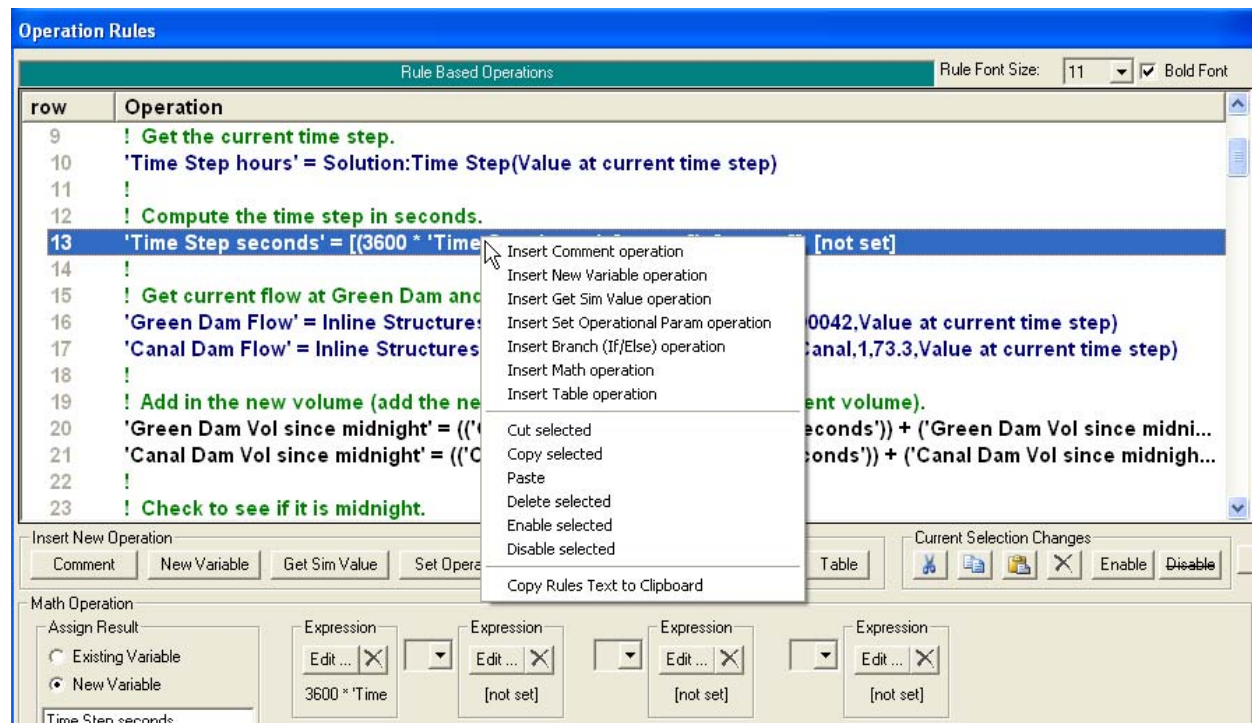 Operation Rules
Rule Based Operations
Rule Font Size: 11 Bold Font
row Operation
9 ! Get the current time step.
10 'Time Step hours' = Solution:Time Step(Value at current time step)
11 !
12 ! Compute the time step in seconds.
13 'Time Step seconds' = [(3600 * 'Time [not set]
14 !
15 ! Get current flow at Green Dam and
16 'Green Dam Flow' = Inline Structures 0042,Value at current time step)
17 'Canal Dam Flow' = Inline Structures Canal,1,73.3,Value at current time step)
18 !
19 ! Add in the new volume (add the ne ent volume).
20 'Green Dam Vol since midnight' = (( econds')) + ('Green Dam Vol since midni...
21 'Canal Dam Vol since midnight' = (('C conds')) + ('Canal Dam Vol since midnigh...
22 !
23 ! Check to see if it is midnight.
Insert Comment operation
Insert New Variable operation
Insert Get Sim Value operation
Insert Set Operational Param operation
Insert Branch (If/Else) operation
Insert Math operation
Insert Table operation
Cut selected
Copy selected
Paste
Delete selected
Enable selected
Disable selected
Copy Rules Text to Clipboard
Insert New Operation
Comment New Variable Get Sim Value Set Opera Table
Current Selection Changes
Enable Disable
Math Operation
Assign Result
Existing Variable
New Variable
Time Step seconds
Expression Expression Expression Expression
Edit ... Edit ... Edit ... Edit ...
3600 * 'Time [not set] [not set] [not set]